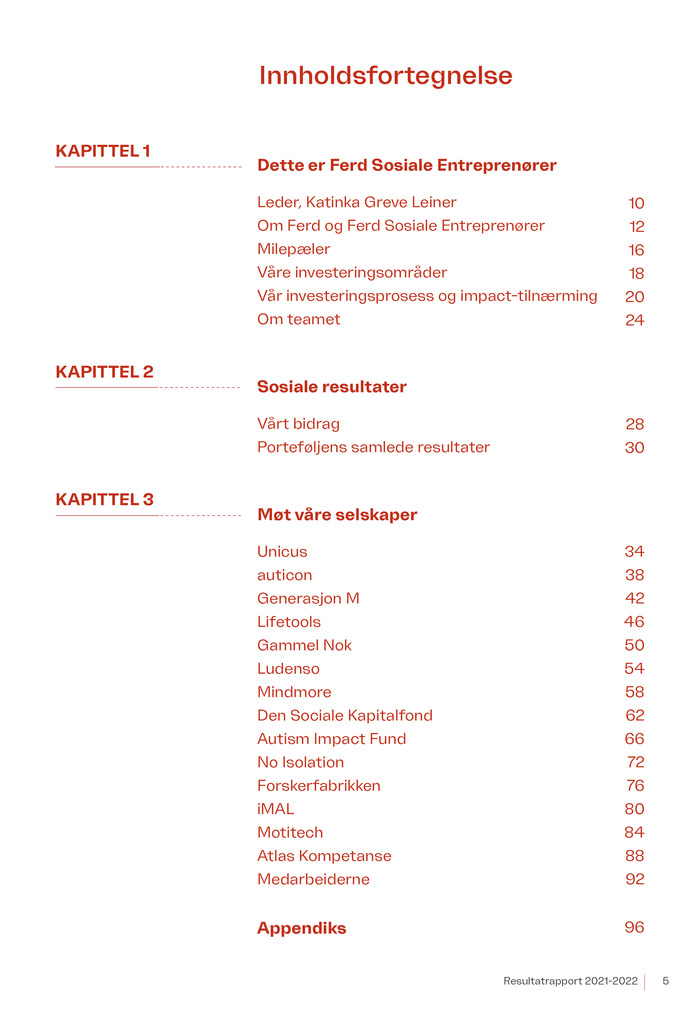 Innholdsfortegnelse
KAPITTEL 1
Dette er Ferd Sosiale Entreprenører
Leder, Katinka Greve Leiner 10
Om Ferd og Ferd Sosiale Entreprenører 12
Milepæler 16
Våre investeringsområder 18
Vår investeringsprosess og impact-tilnærming 20
Om teamet 24
KAPITTEL 2
Sosiale resultater
Vårt bidrag 28
Porteføljens samlede resultater 30
KAPITTEL 3
Møt våre selskaper
Unicus 34
auticon 38
Generasjon M 42
Lifetools 46
Gammel Nok 50
Ludenso 54
Mindmore 58
Den Sociale Kapitalfond 62
Autism Impact Fund 66
No Isolation 72
Forskerfabrikken 76
iMAL 80
Motitech 84
Atlas Kompetanse 88
Medarbeiderne 92
Appendiks 96
Resultatrapport 2021-2022 5